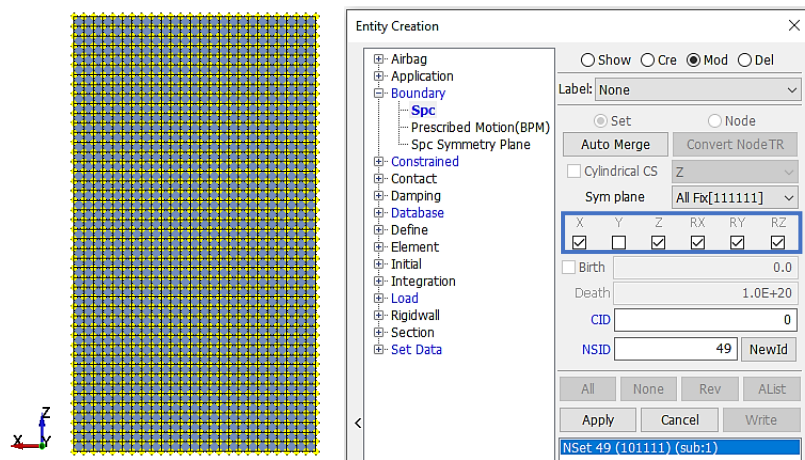 Entity Creation
Airbag
Application
Boundary
Spc
Prescribed Motion(BPM)
Spc Symmetry Plane
Constrained
Contact
Damping
Database
Define
Element
Initial
Integration
Load
Rigidwall
Section
Set Data
Show Cre Mod Del
Label: None
Set Node
Auto Merge Convert NodeTR
Cylindrical CS Z
Sym plane All Fix[111111]
X Y Z RX RY RZ
Birth 0.0
Death 1.0E+20
CID 0
NSID 49 NewId
All None Rev AList
Apply Cancel Write
NSet 49 (101111) (sub:1)
Z
X Y